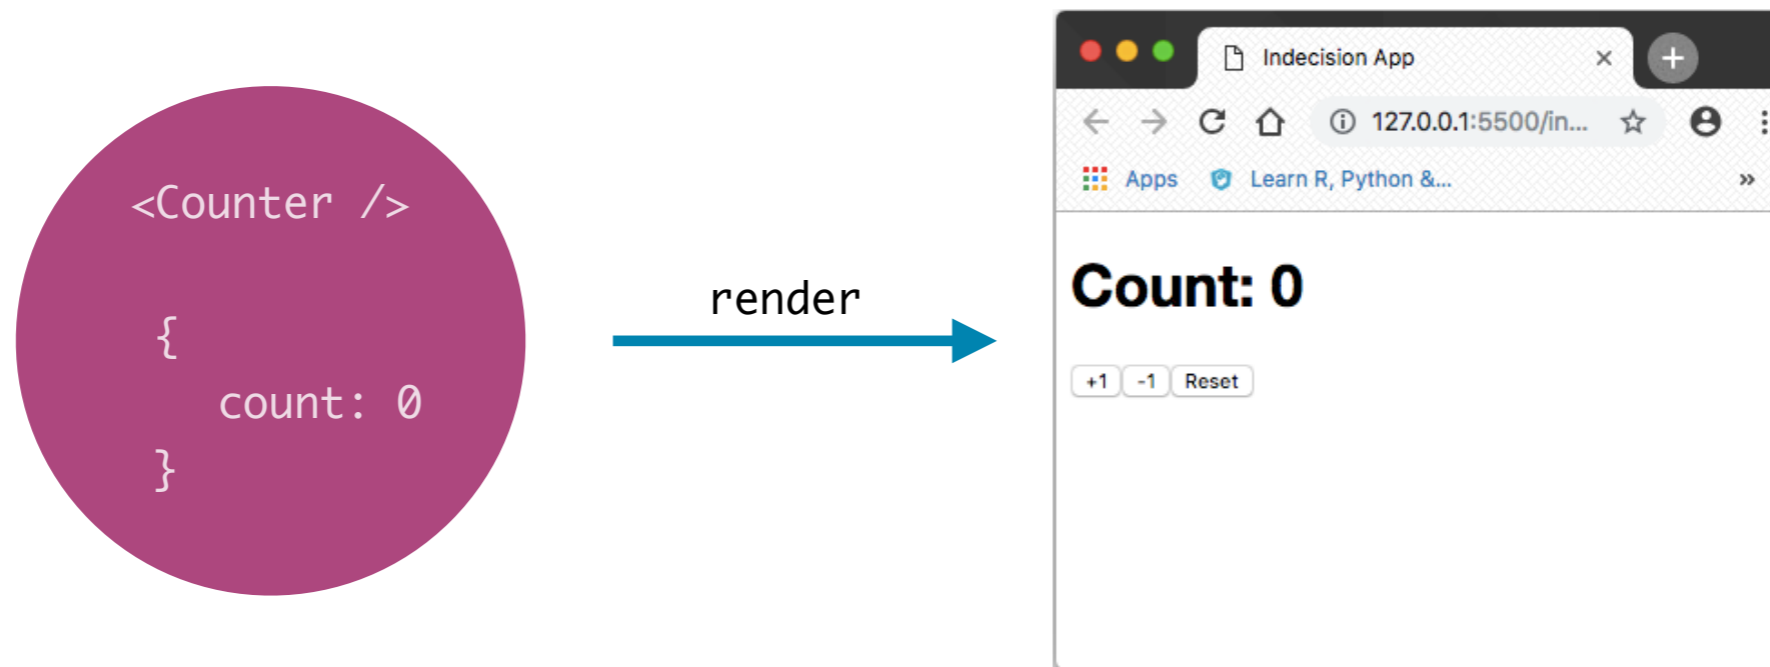 <Counter />
{
count: 0
}
render
Indecision App
127.0.0.1:5500/in...
Apps Learn R, Python &...
Count: 0
+1 -1 Reset